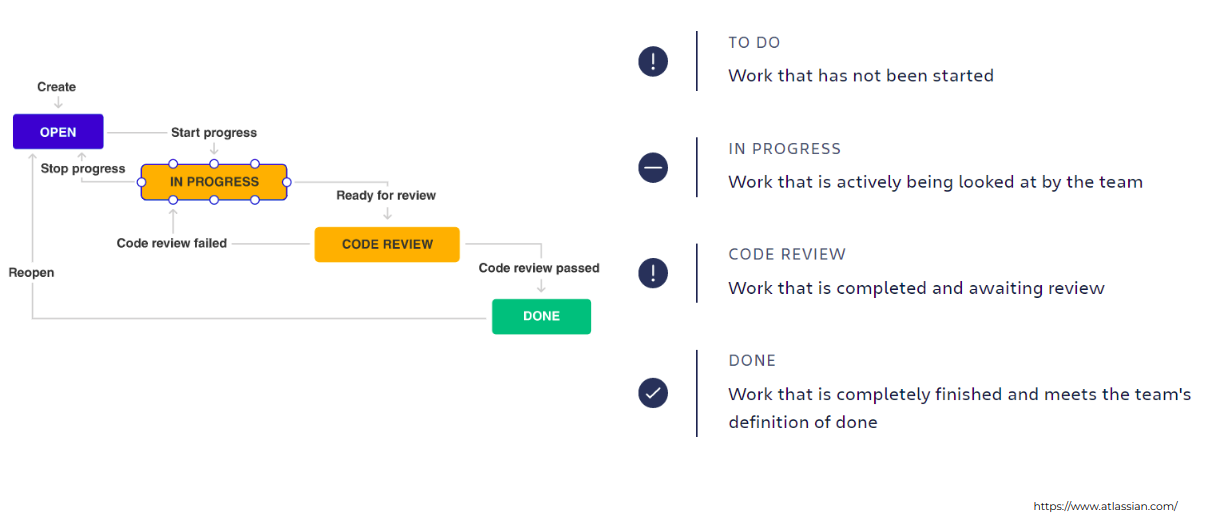 Create
OPEN
Start progress
Stop progress
IN PROGRESS
Ready for review
Code review failed
CODE REVIEW
Code review passed
Reopen
DONE
TO DO
Work that has not been started
IN PROGRESS
Work that is actively being looked at by the team
CODE REVIEW
Work that is completed and awaiting review
DONE
Work that is completely finished and meets the team's
definition of done
https://www.atlassian.com/